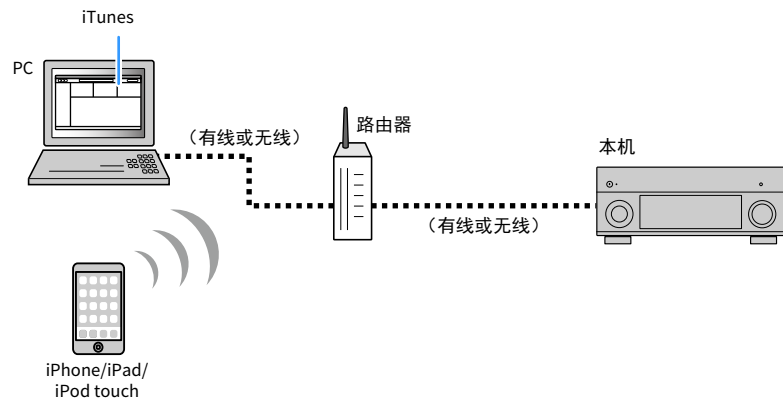 iTunes
PC
（有线或无线）
路由器
本机
（有线或无线）
iPhone/iPad/
iPod touch